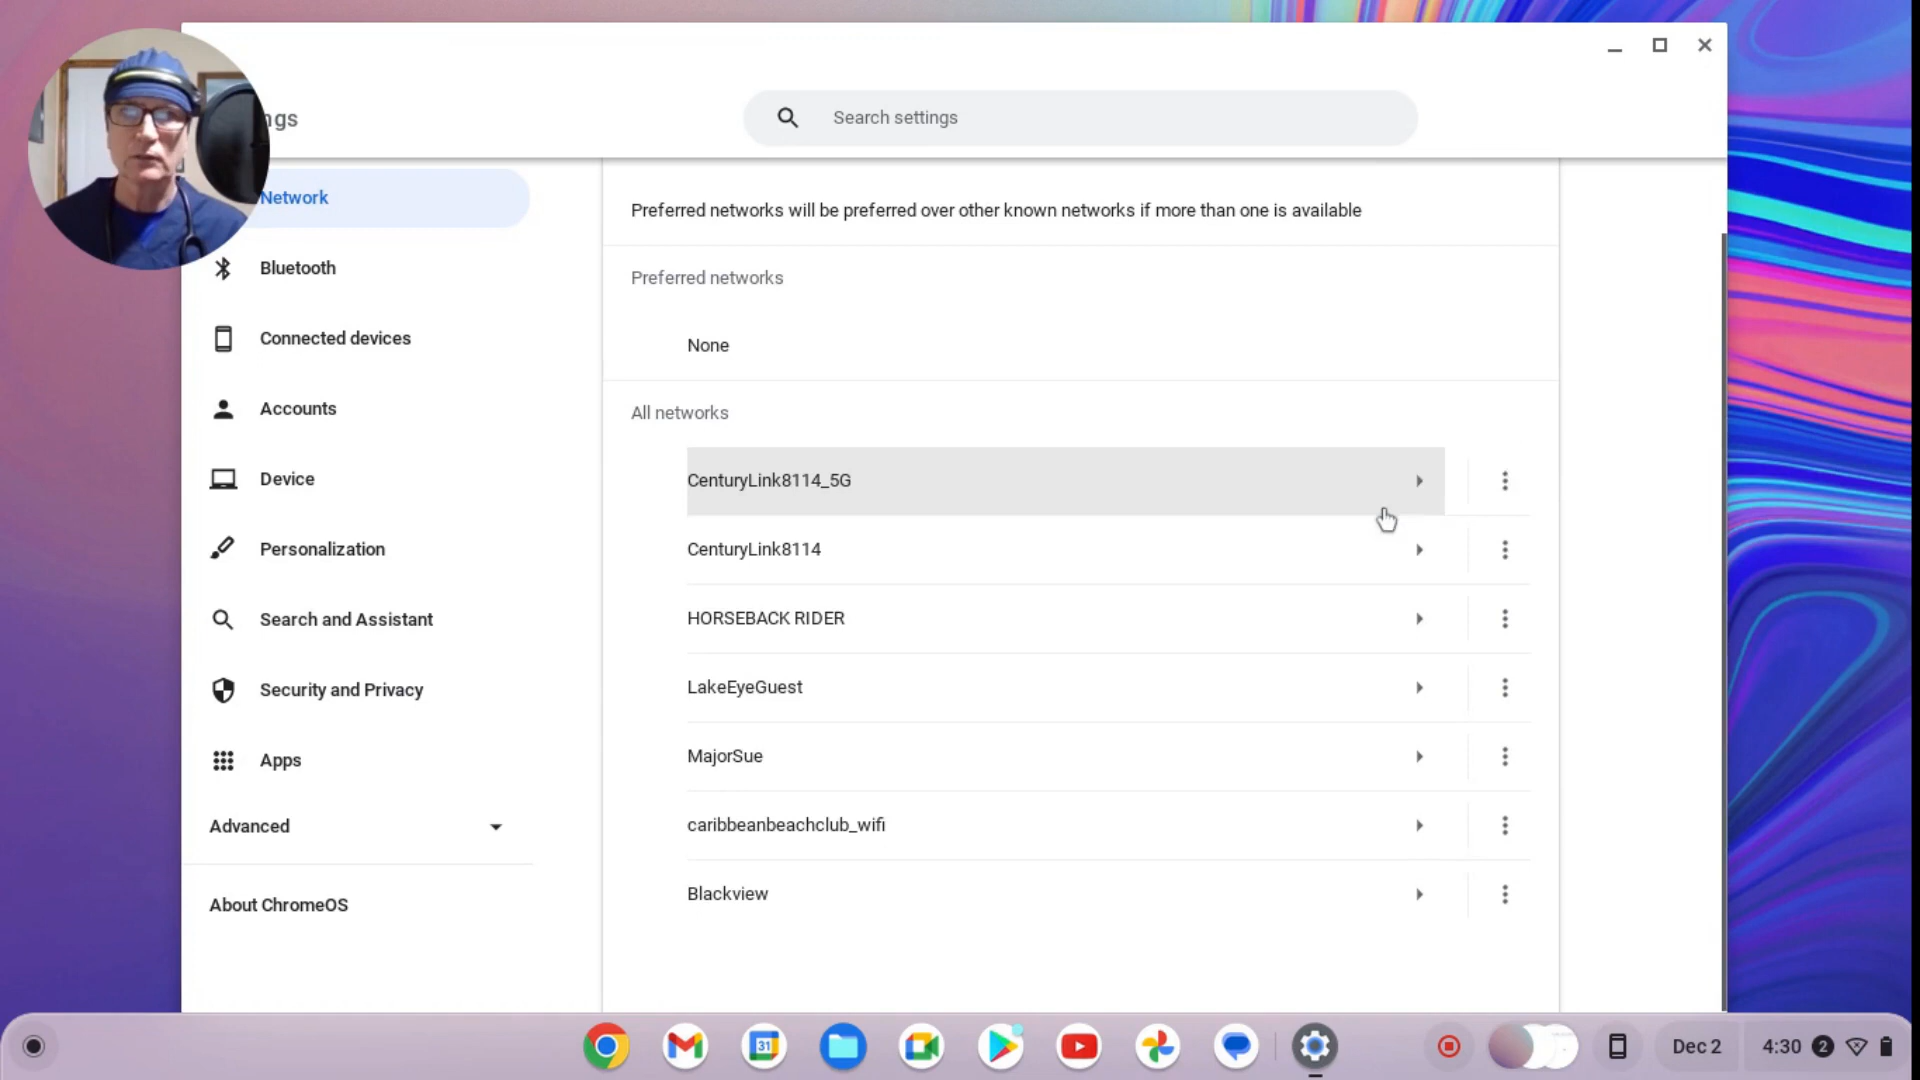 ngs
Search settings
Network
Bluetooth
Connected devices
Accounts
Device
Personalization
Search and Assistant
Security and Privacy
Apps
Advanced
About ChromeOS
Preferred networks will be preferred over other known networks if more than one is available
Preferred networks
None
All networks
CenturyLink8114_5G
CenturyLink8114
HORSEBACK RIDER
LakeEyeGuest
MajorSue
caribbeanbeachclub_wifi
Blackview
31
Dec 2
4:30
2